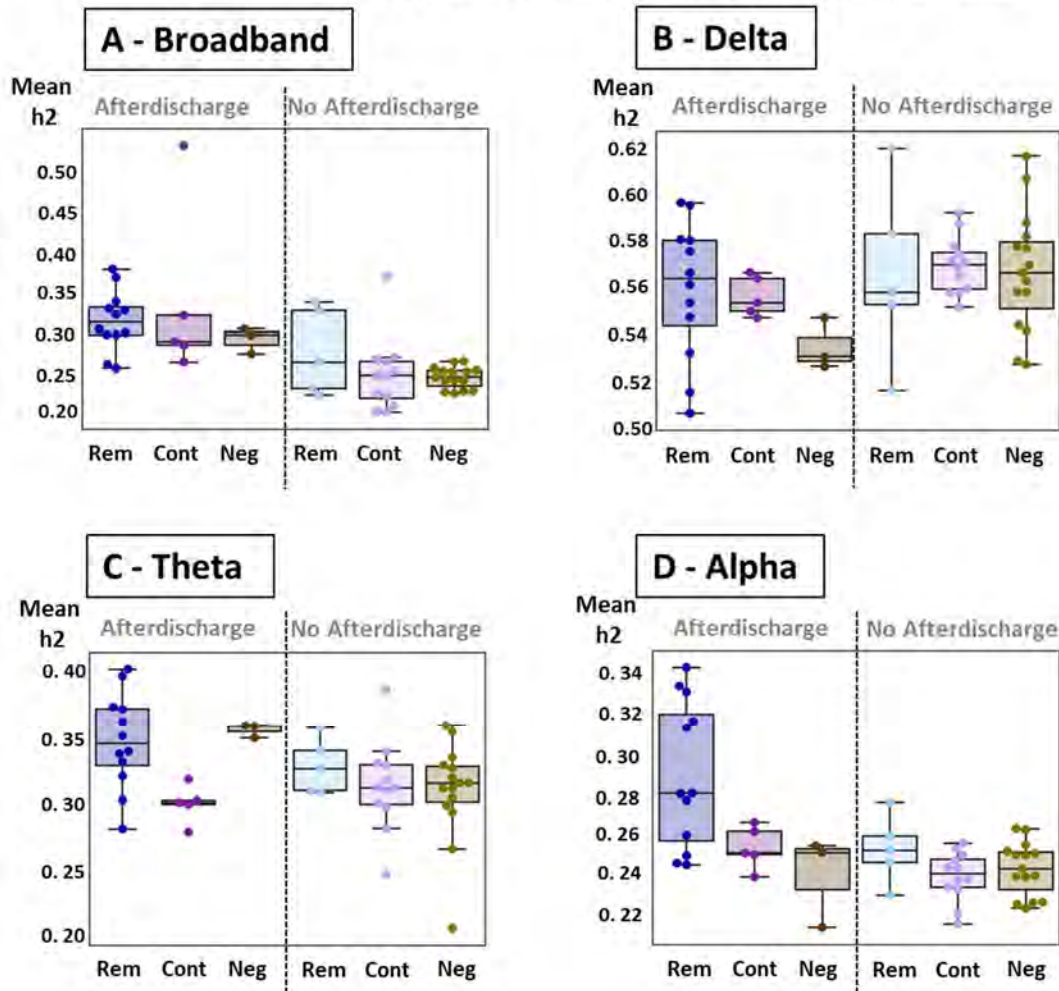 A - Broadband
Mean
h2
Afterdischarge
No Afterdischarge
0.50
0.45
0.35
0.30
0.25
0.20
Rem
Cont
Neg
Rem
Cont
Neg
B - Delta
Mean
h2
Afterdischarge
No Afterdischarge
0.62
0.60
0.58
0.56
0.54
0.52
0.50
Rem
Cont
Neg
Rem
Cont
Neg
C - Theta
Mean
h2
Afterdischarge
No Afterdischarge
0.40
0.35
0.30
0.25
0.20
Rem
Cont
Neg
Rem
Cont
Neg
D - Alpha
Mean
h2
Afterdischarge
No Afterdischarge
0.34
0.32
0.30
0.28
0.26
0.24
0.22
Rem
Cont
Neg
Rem
Cont
Neg